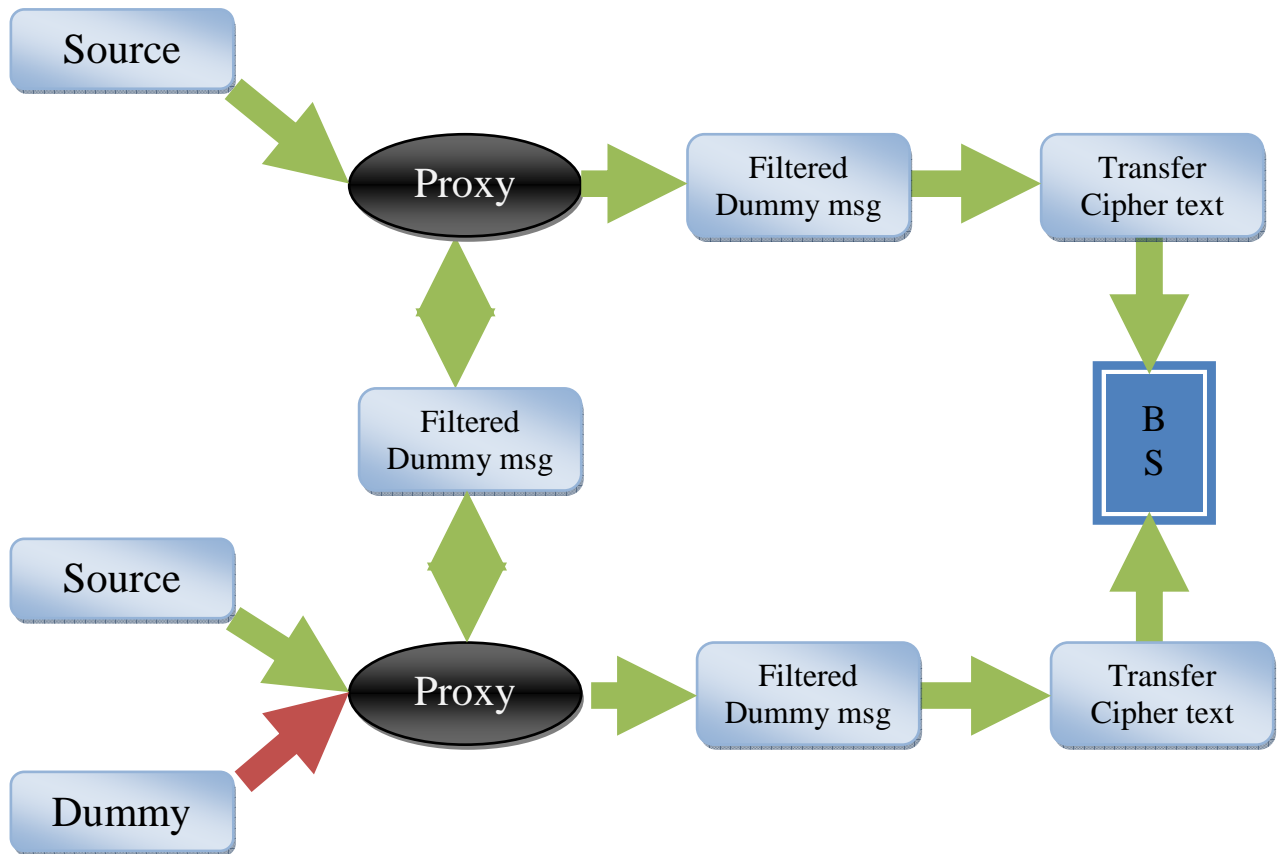 Source
Proxy
Filtered
Dummy msg
Transfer
Cipher text
Filtered
Dummy msg
B
S
Source
Proxy
Filtered
Dummy msg
Transfer
Cipher text
Dummy